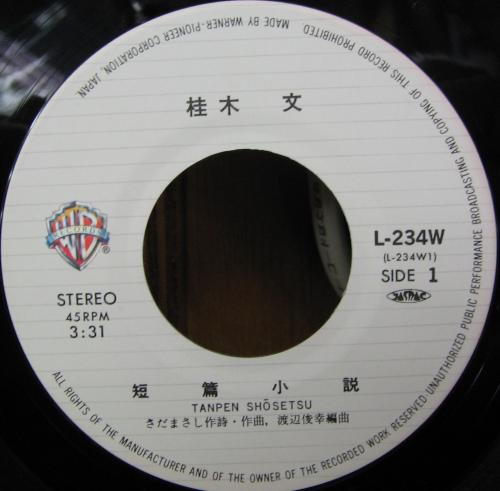 MADE BY WARNER-PIONEER CORPORATION, JAPAN
桂木 文
WB
RECORDS
L-234W
(L-234W1)
SIDE 1
STEREO
45RPM
3:31
短篇小説
TANPEN SHŌSETSU
さだまさし作詩・作曲, 渡辺俊幸編曲
ALL RIGHTS OF THE MANUFACTURER AND OF THE OWNER OF THE RECORDED WORK RESERVED UNAUTHORIZED PUBLIC PERFORMANCE BROADCASTING AND COPYING OF THIS RECORD PROHIBITED